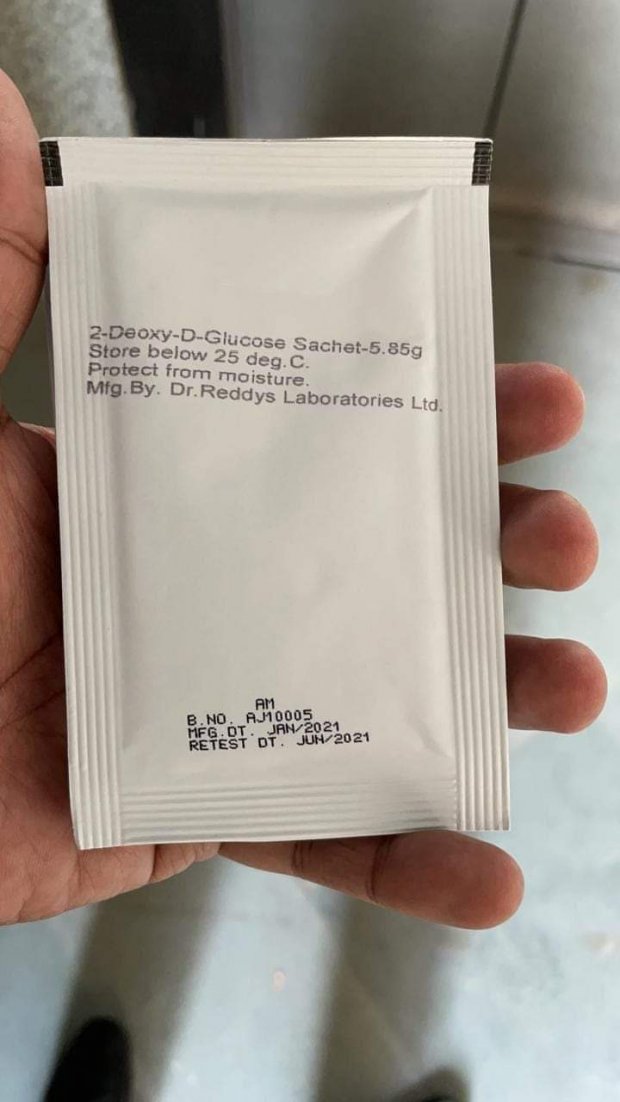 2-Deoxy-D-Glucose Sachet-5.85g
Store below 25 deg.C.
Protect from moisture.
Mfg.By. Dr.Reddys Laboratories Ltd.
AM
B.NO. AJ10005
MFG.DT. JAN/2021
RETEST DT. JUN/2021